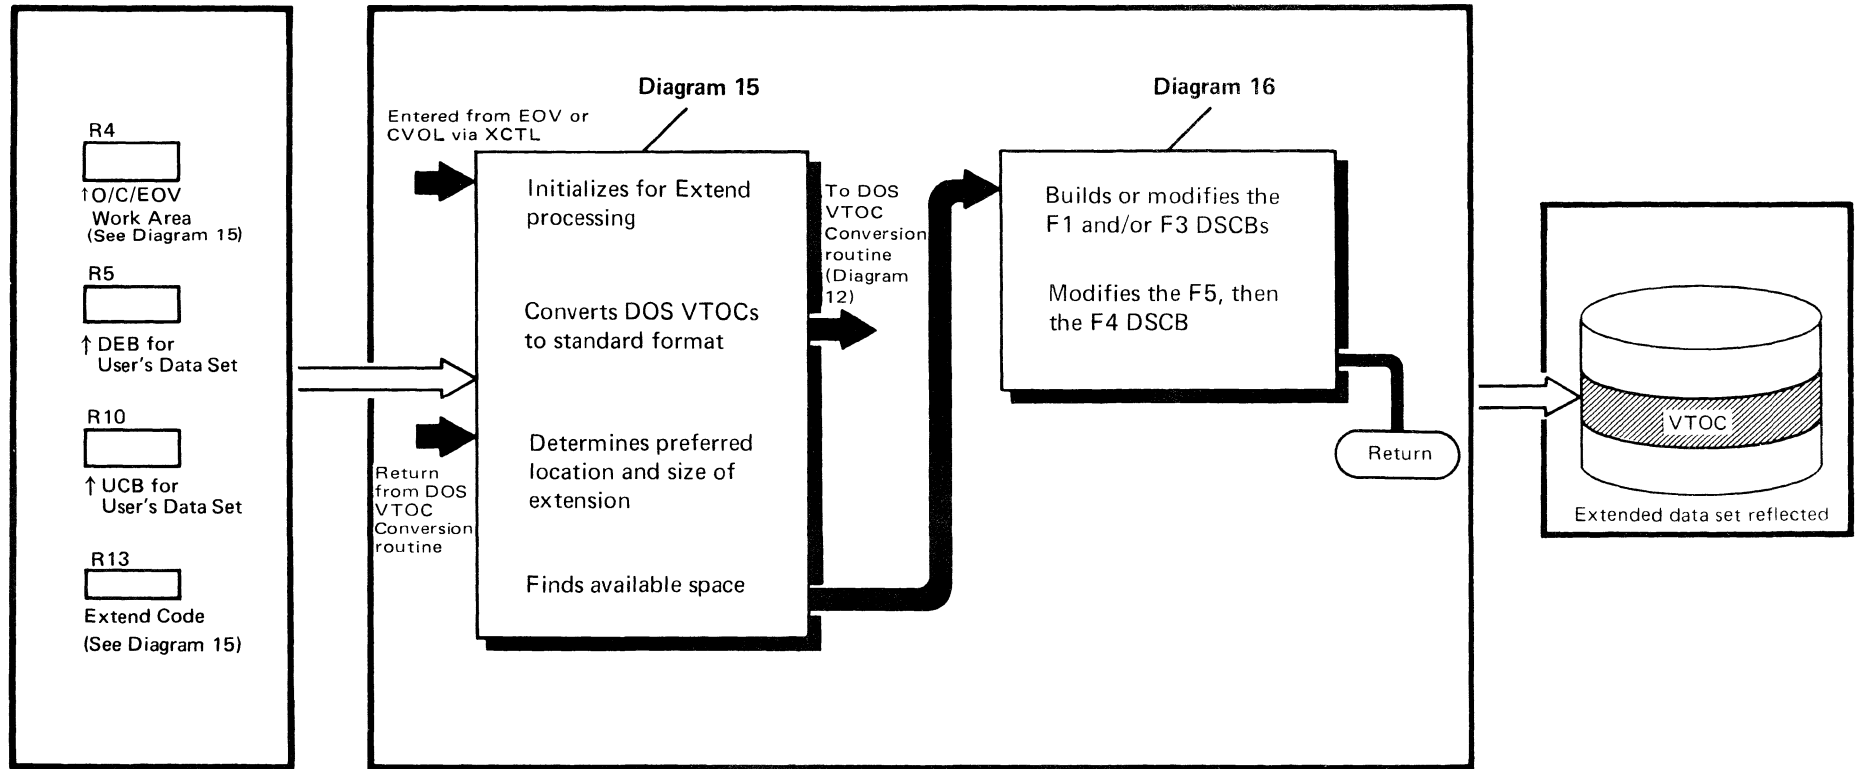 R4
↑O/C/EOV
Work Area
(See Diagram 15)
R5
↑ DEB for
User's Data Set
R10
↑ UCB for
User's Data Set
R13
Extend Code
(See Diagram 15)
Diagram 15
Entered from EOV or
CVOL via XCTL
Initializes for Extend
processing
Converts DOS VTOCs
to standard format
Determines preferred
location and size of
extension
Finds available space
Return
from DOS
VTOC
Conversion
routine
To DOS
VTOC
Conversion
routine
(Diagram
12)
Diagram 16
Builds or modifies the
F1 and/or F3 DSCBs
Modifies the F5, then
the F4 DSCB
Return
VTOC
Extended data set reflected